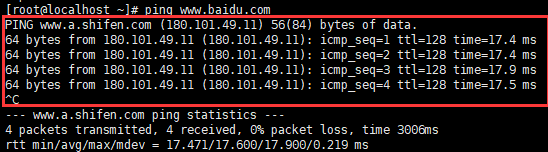 [root@localhost ~]# ping www.baidu.com
PING www.a.shifen.com (180.101.49.11) 56(84) bytes of data.
64 bytes from 180.101.49.11 (180.101.49.11): icmp_seq=1 ttl=128 time=17.4 ms
64 bytes from 180.101.49.11 (180.101.49.11): icmp_seq=2 ttl=128 time=17.4 ms
64 bytes from 180.101.49.11 (180.101.49.11): icmp_seq=3 ttl=128 time=17.9 ms
64 bytes from 180.101.49.11 (180.101.49.11): icmp_seq=4 ttl=128 time=17.5 ms
^C
--- www.a.shifen.com ping statistics ---
4 packets transmitted, 4 received, 0% packet loss, time 3006ms
rtt min/avg/max/mdev = 17.471/17.600/17.900/0.219 ms